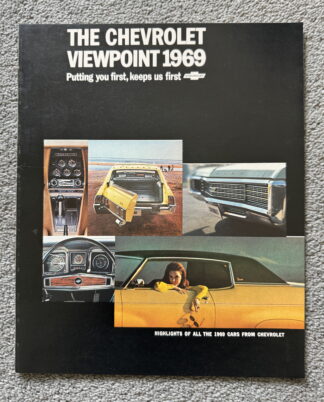 THE CHEVROLET
VIEWPOINT 1969
Putting you first, keeps us first
HIGHLIGHTS OF ALL THE 1969 CARS FROM CHEVROLET